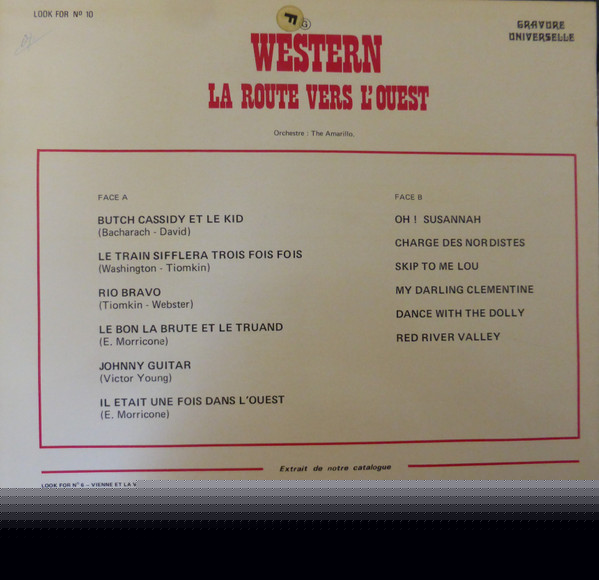 LOOK FOR Nº 10
F
G
GRAVURE
UNIVERSELLE
WESTERN
LA ROUTE VERS L'OUEST
Orchestre : The Amarillo.
FACE A
BUTCH CASSIDY ET LE KID
(Bacharach - David)
LE TRAIN SIFFLERA TROIS FOIS FOIS
(Washington - Tiomkin)
RIO BRAVO
(Tiomkin - Webster)
LE BON LA BRUTE ET LE TRUAND
(E. Morricone)
JOHNNY GUITAR
(Victor Young)
IL ETAIT UNE FOIS DANS L'OUEST
(E. Morricone)
FACE B
OH ! SUSANNAH
CHARGE DES NORDISTES
SKIP TO ME LOU
MY DARLING CLEMENTINE
DANCE WITH THE DOLLY
RED RIVER VALLEY
Extrait de notre catalogue
LOOK FOR Nº 6 – VIENNE ET LA V